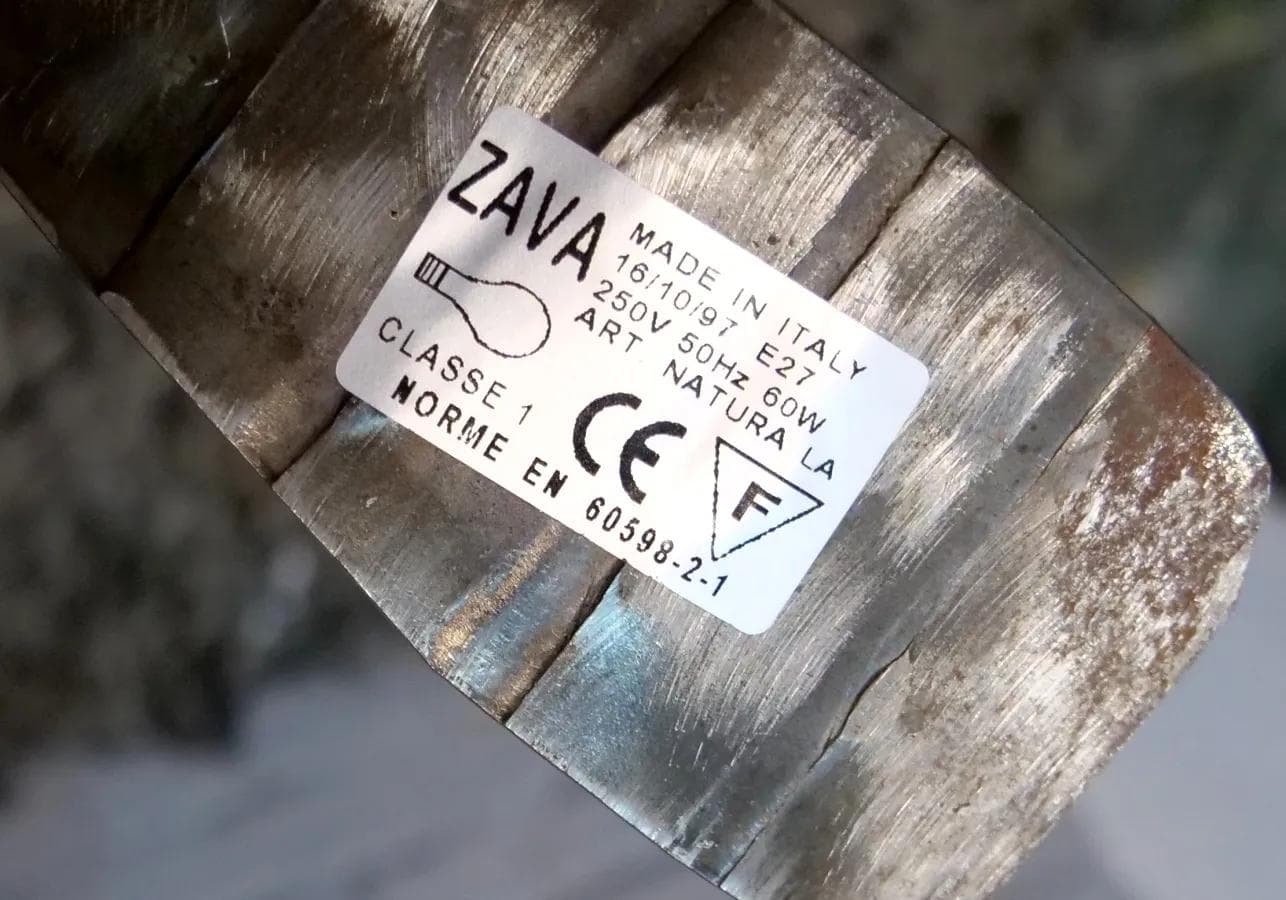 ZAVA
MADE IN ITALY
16/10/97 E27
250V 50Hz 60W
ART NATURA LA
CLASSE 1
CE
F
NORME EN 60598-2-1